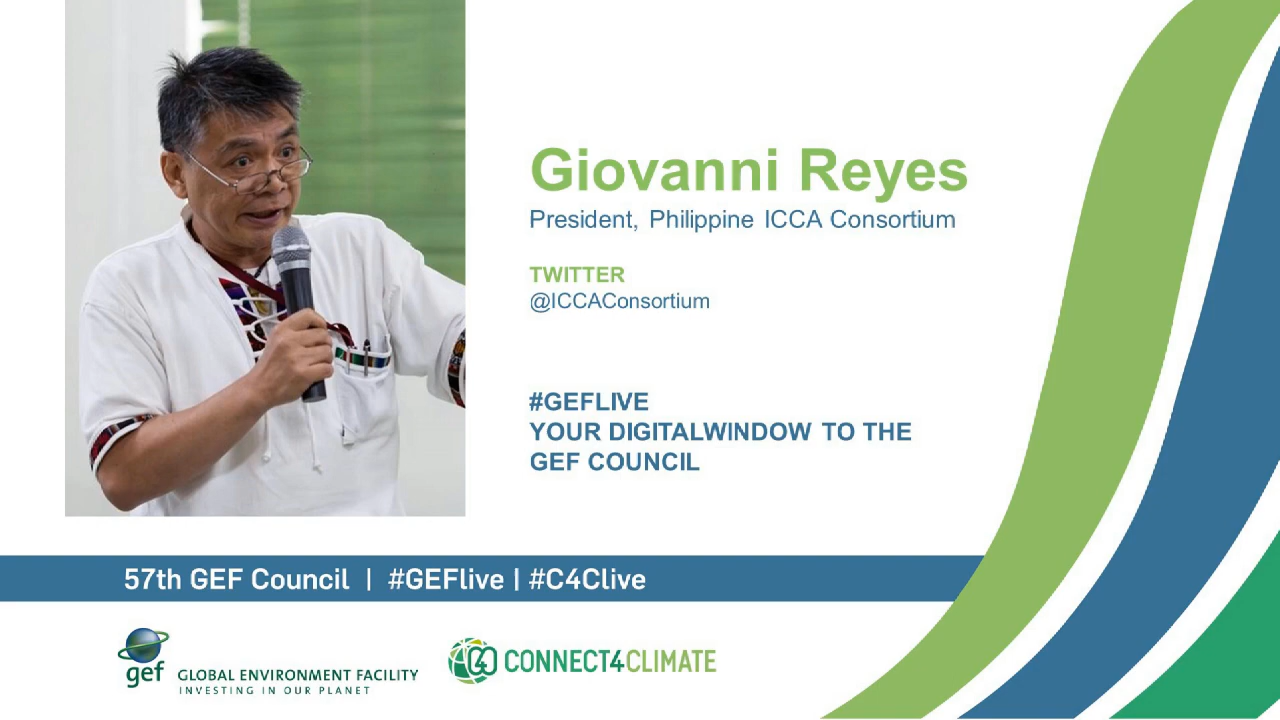 Giovanni Reyes
President, Philippine ICCA Consortium
TWITTER
@ICCAConsortium
#GEFLIVE
YOUR DIGITALWINDOW TO THE
GEF COUNCIL
57th GEF Council | #GEFlive | #C4Clive
gef GLOBAL ENVIRONMENT FACILITY
INVESTING IN OUR PLANET
C4C CONNECT4CLIMATE